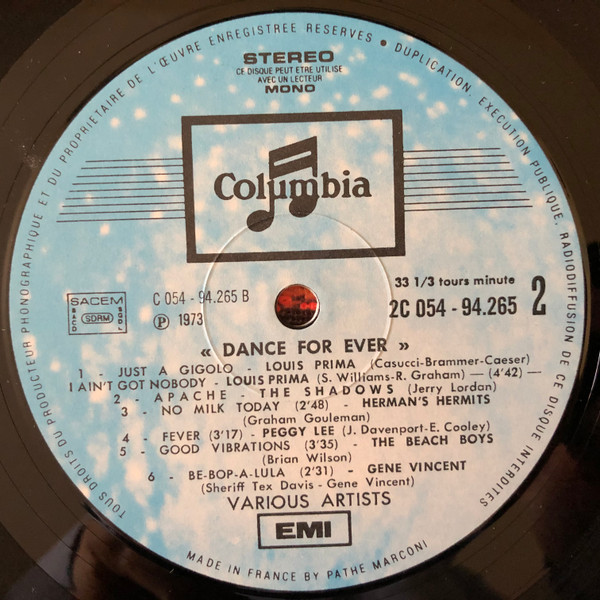 TOUS DROITS DU PRODUCTEUR PHONOGRAPHIQUE ET DU PROPRIETAIRE DE L'ŒUVRE ENREGISTREE RESERVES • DUPLICATION, EXECUTION PUBLIQUE, RADIODIFFUSION DE CE DISQUE INTERDITES
STEREO
CE DISQUE PEUT ETRE UTILISE
AVEC UN LECTEUR
MONO
Columbia
33 1/3 tours minute
SACEM
SACD
SDRM
SGDL
C 054 - 94.265 B
2C 054 - 94.265
2
Ⓟ 1973
« DANCE FOR EVER »
1 - JUST A GIGOLO - LOUIS PRIMA (Casucci-Brammer-Caeser)
I AIN'T GOT NOBODY - LOUIS PRIMA (S. Williams-R. Graham) — (4'42) —
2 - APACHE - THE SHADOWS (Jerry Lordan)
3 - NO MILK TODAY (2'48) - HERMAN'S HERMITS
(Graham Gouleman)
4 - FEVER (3'17) - PEGGY LEE (J. Davenport-E. Cooley)
5 - GOOD VIBRATIONS (3'35) - THE BEACH BOYS
(Brian Wilson)
6 - BE-BOP-A-LULA (2'31) - GENE VINCENT
(Sheriff Tex Davis - Gene Vincent)
VARIOUS ARTISTS
EMI
MADE IN FRANCE BY PATHE MARCONI